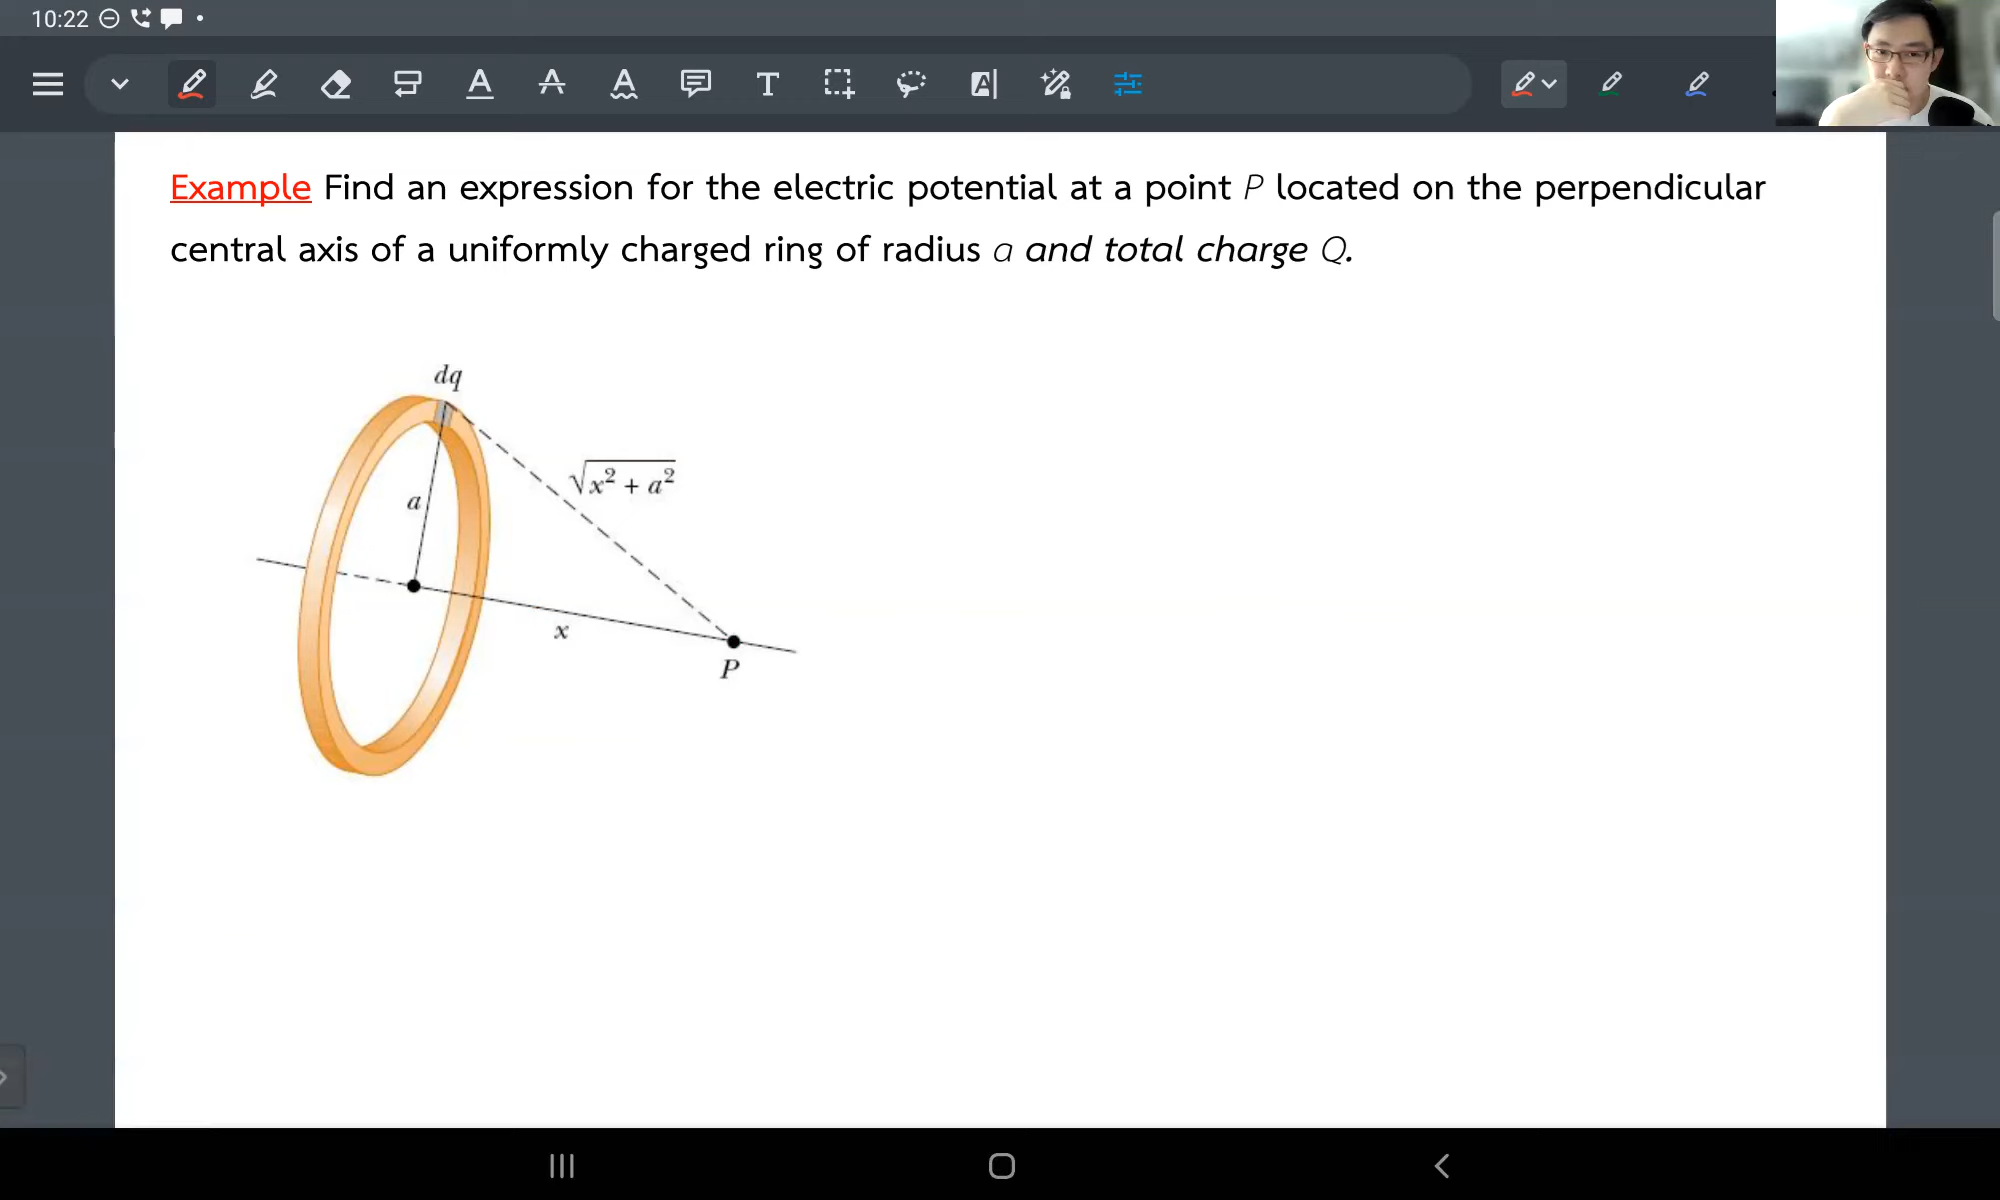 10:22
Example Find an expression for the electric potential at a point P located on the perpendicular
central axis of a uniformly charged ring of radius a and total charge Q.
dq
√x² + a²
a
x
P